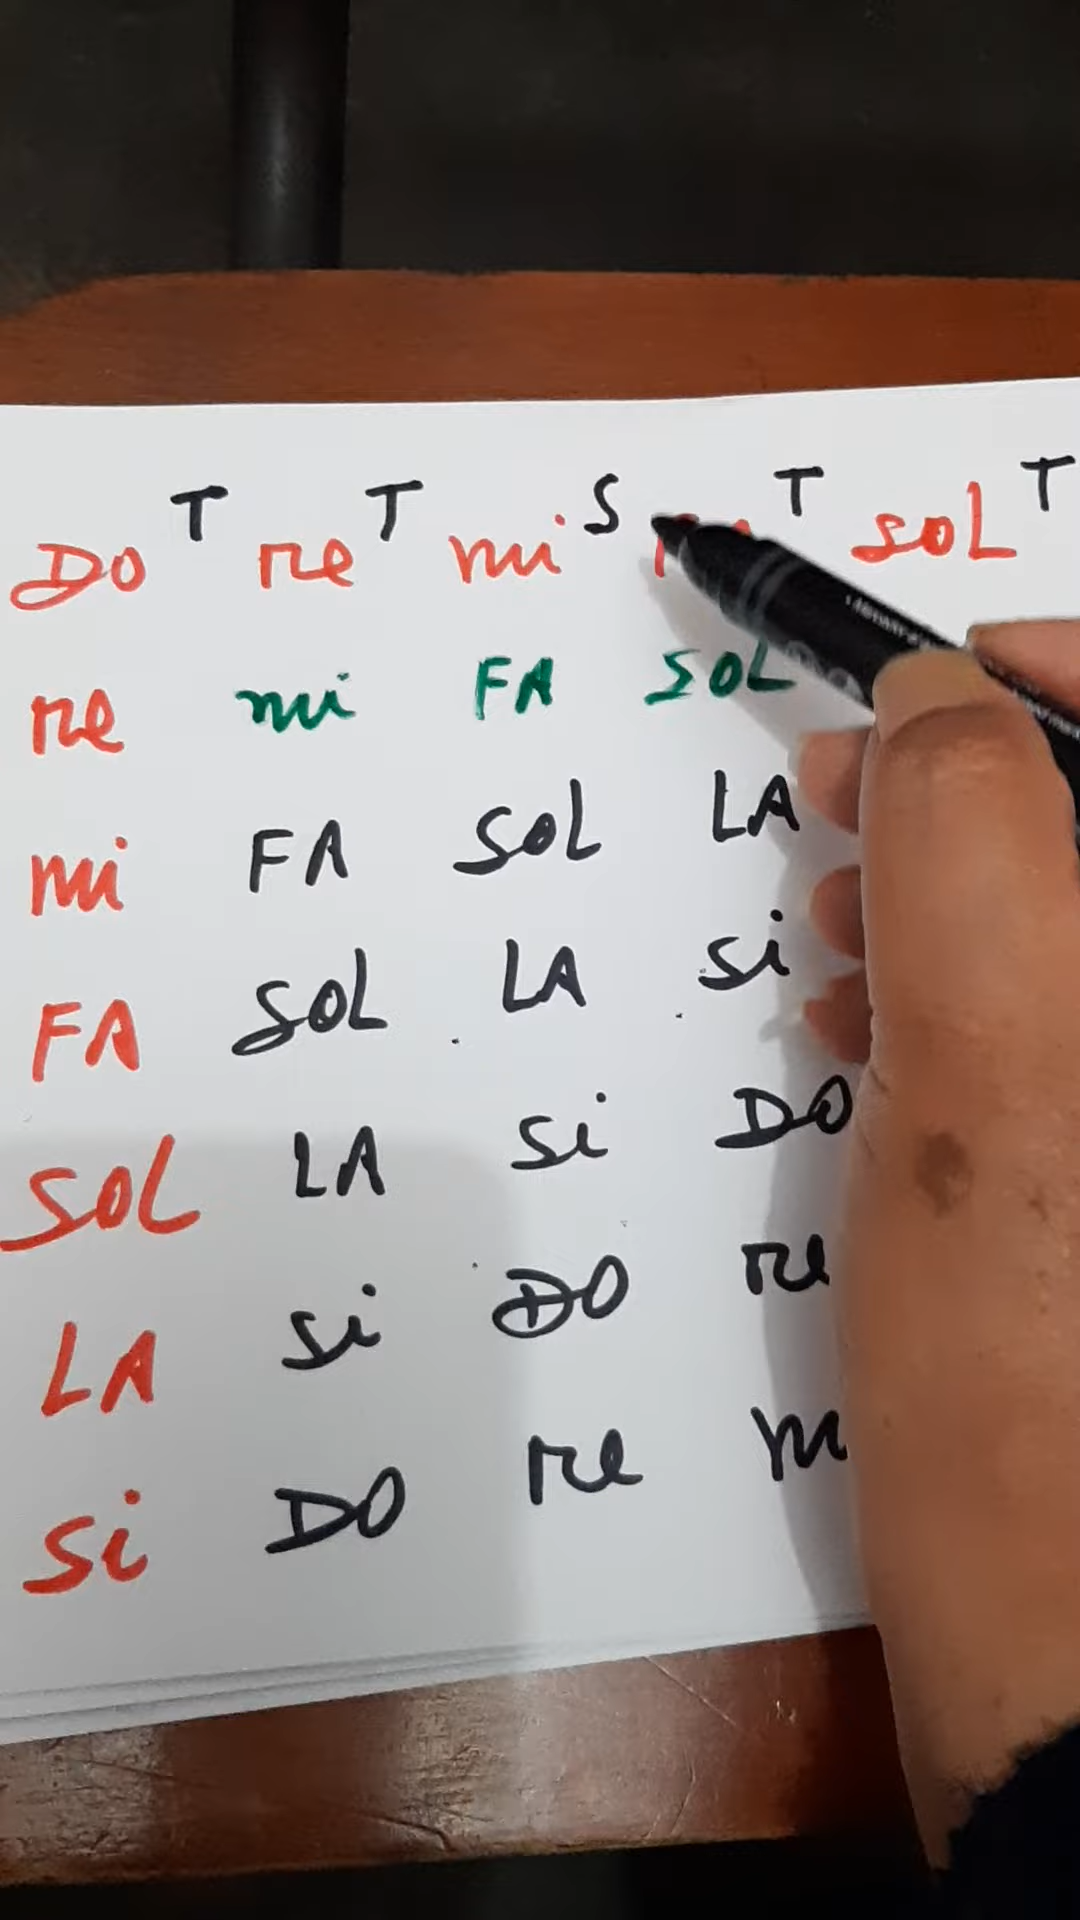 DO T re T mi S T SOL T
re mi FA SOL
mi FA SOL LA
FA SOL LA Si
SOL LA Si DO
LA Si DO re
Si DO re